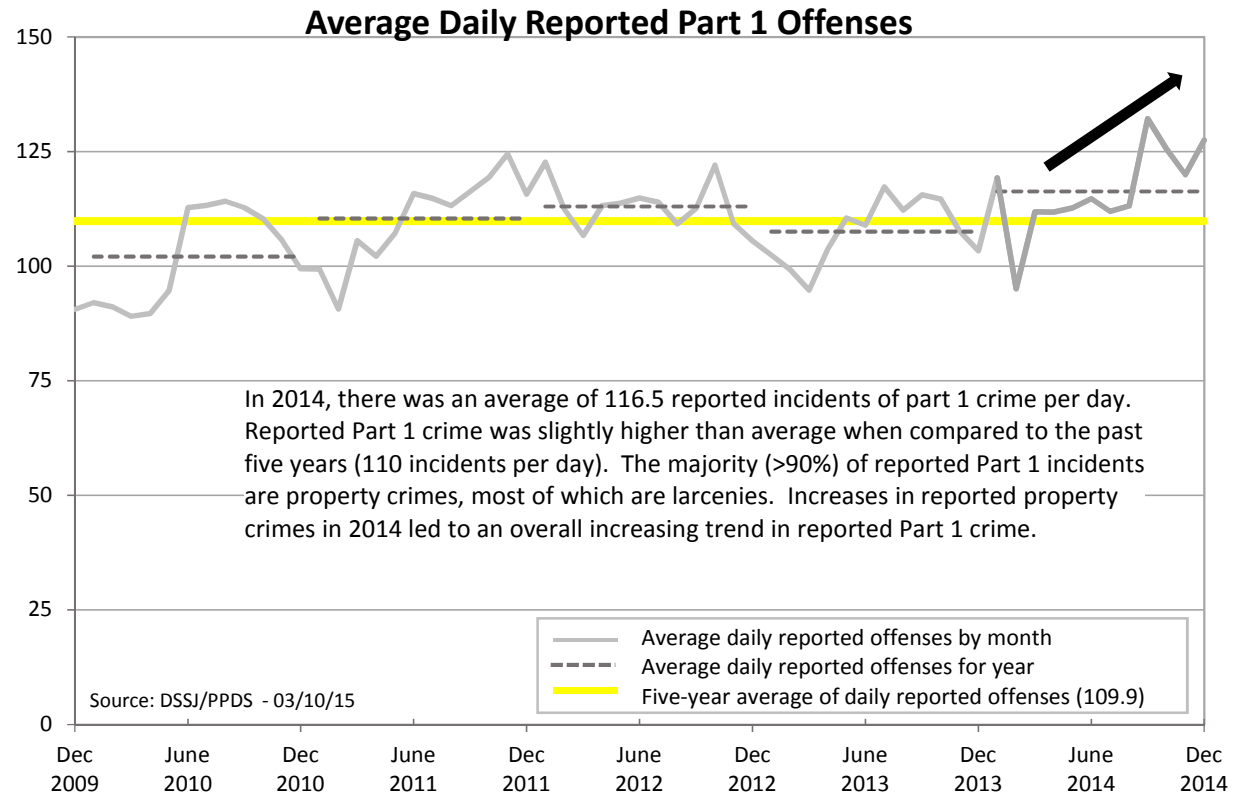 Average Daily Reported Part 1 Offenses
150
125
100
75
50
25
0
In 2014, there was an average of 116.5 reported incidents of part 1 crime per day.
Reported Part 1 crime was slightly higher than average when compared to the past
five years (110 incidents per day). The majority (>90%) of reported Part 1 incidents
are property crimes, most of which are larcenies. Increases in reported property
crimes in 2014 led to an overall increasing trend in reported Part 1 crime.
Average daily reported offenses by month
Average daily reported offenses for year
Five-year average of daily reported offenses (109.9)
Source: DSSJ/PPDS - 03/10/15
Dec June Dec June Dec June Dec June Dec June Dec
2009 2010 2010 2011 2011 2012 2012 2013 2013 2014 2014